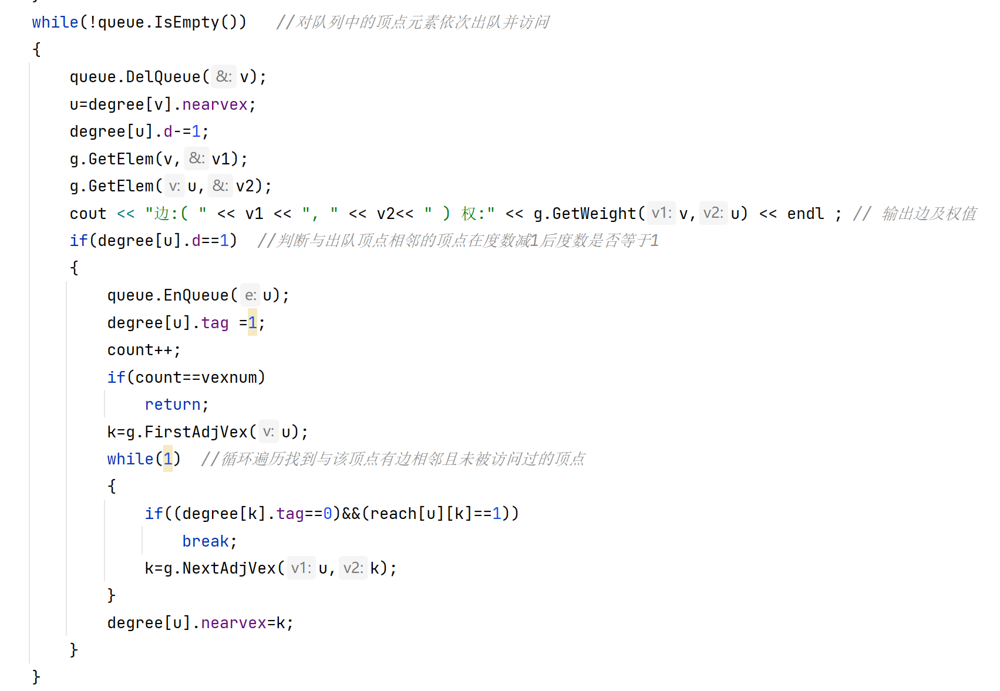 while(!queue.IsEmpty())   //对队列中的顶点元素依次出队并访问
{
    queue.DelQueue( &: v);
    u=degree[v].nearvex;
    degree[u].d-=1;
    g.GetElem(v, &: v1);
    g.GetElem( v: u, &: v2);
    cout << "边:( " << v1 << ", " << v2<< " ) 权:" << g.GetWeight( v1: v, v2: u) << endl ; // 输出边及权值
    if(degree[u].d==1)  //判断与出队顶点相邻的顶点在度数减1后度数是否等于1
    {
        queue.EnQueue( e: u);
        degree[u].tag =1;
        count++;
        if(count==vexnum)
            return;
        k=g.FirstAdjVex( v: u);
        while(1)  //循环遍历找到与该顶点有边相邻且未被访问过的顶点
        {
            if((degree[k].tag==0)&&(reach[u][k]==1))
                break;
            k=g.NextAdjVex( v1: u, v2: k);
        }
        degree[u].nearvex=k;
    }
}